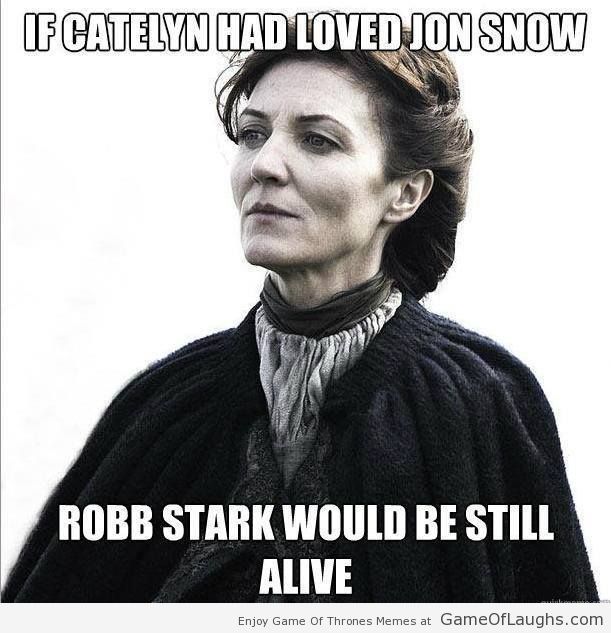 IF CATELYN HAD LOVED JON SNOW
ROBB STARK WOULD BE STILL
ALIVE
Enjoy Game Of Thrones Memes at GameOfLaughs.com